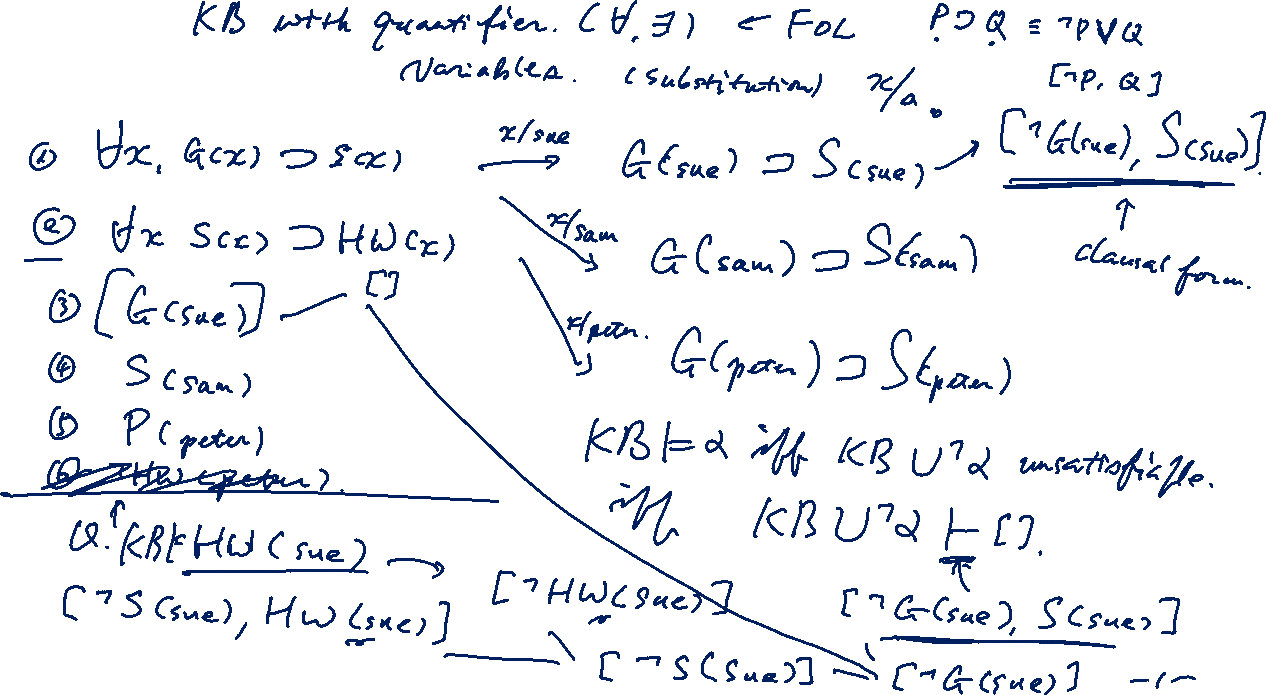 KB with quantifier. (∀, ∃) ← FOL P ⊃ Q ≡ ¬P∨Q
Variables. (substitution) x/a. [¬P, Q]
① ∀x, G(x) ⊃ S(x) x/sue → G(sue) ⊃ S(sue) → [¬G(sue), S(sue)].
② ∀x S(x) ⊃ HW(x) x/sam G(sam) ⊃ S(sam) ↑ clausal form.
③ [G(sue)] — []
x/peter. G(peter) ⊃ S(peter)
④ S(sam)
⑤ P(peter)
KB ⊨ α iff KB ∪ ¬α unsatisfiable.
iff KB ∪ ¬α ⊢ [].
Q. KB ⊨ HW(sue) → [¬HW(sue)]
[¬S(sue), HW(sue)] [¬G(sue), S(sue)]
[¬S(sue)] — [¬G(sue)]